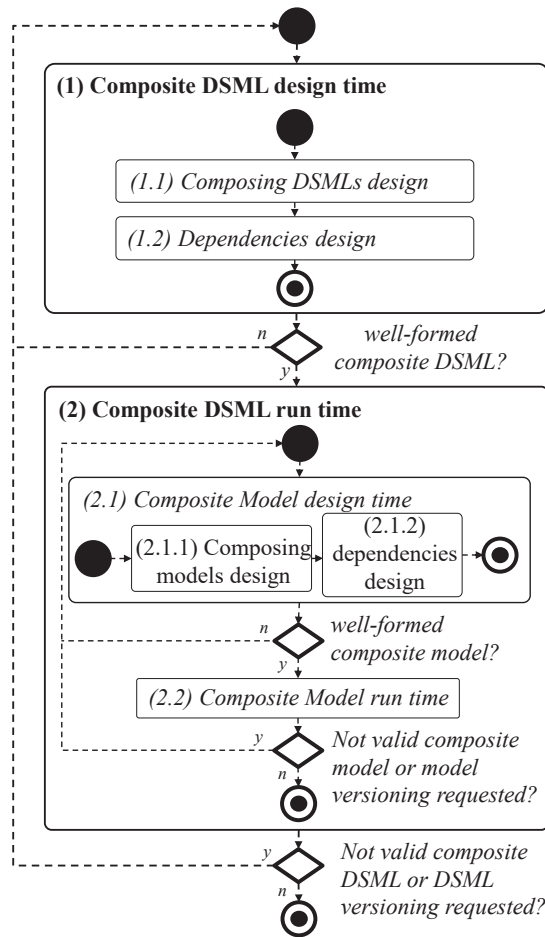 (1) Composite DSML design time
(1.1) Composing DSMLs design
(1.2) Dependencies design
n
well-formed
composite DSML?
y
(2) Composite DSML run time
(2.1) Composite Model design time
(2.1.1) Composing
models design
(2.1.2)
dependencies
design
n
well-formed
composite model?
y
(2.2) Composite Model run time
y
Not valid composite
model or model
versioning requested?
n
y
Not valid composite
DSML or DSML
versioning requested?
n